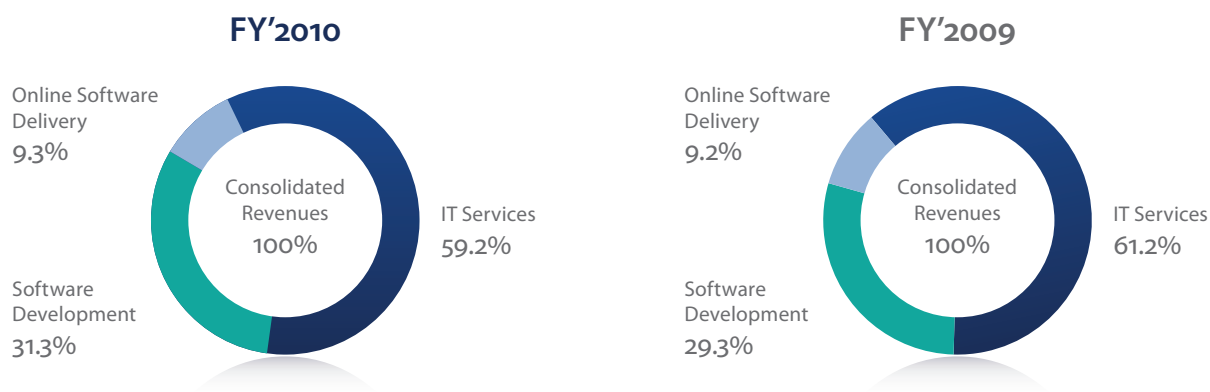 FY'2010
Online Software
Delivery
9.3%
Consolidated
Revenues
100%
IT Services
59.2%
Software
Development
31.3%
FY'2009
Online Software
Delivery
9.2%
Consolidated
Revenues
100%
IT Services
61.2%
Software
Development
29.3%